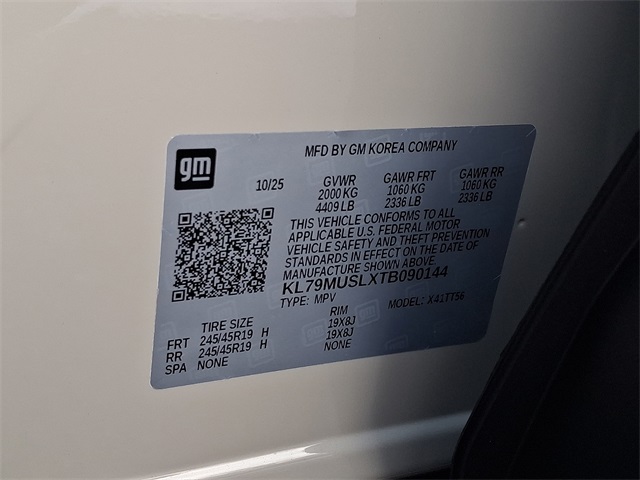 gm
MFD BY GM KOREA COMPANY
10/25 GVWR GAWR FRT GAWR RR
2000 KG 1060 KG 1060 KG
4409 LB 2336 LB 2336 LB
THIS VEHICLE CONFORMS TO ALL
APPLICABLE U.S. FEDERAL MOTOR
VEHICLE SAFETY AND THEFT PREVENTION
STANDARDS IN EFFECT ON THE DATE OF
MANUFACTURE SHOWN ABOVE
KL79MUSLXTB090144
TYPE: MPV MODEL: X41TT56
TIRE SIZE RIM
FRT 245/45R19 H 19X8J
RR 245/45R19 H 19X8J
SPA NONE NONE